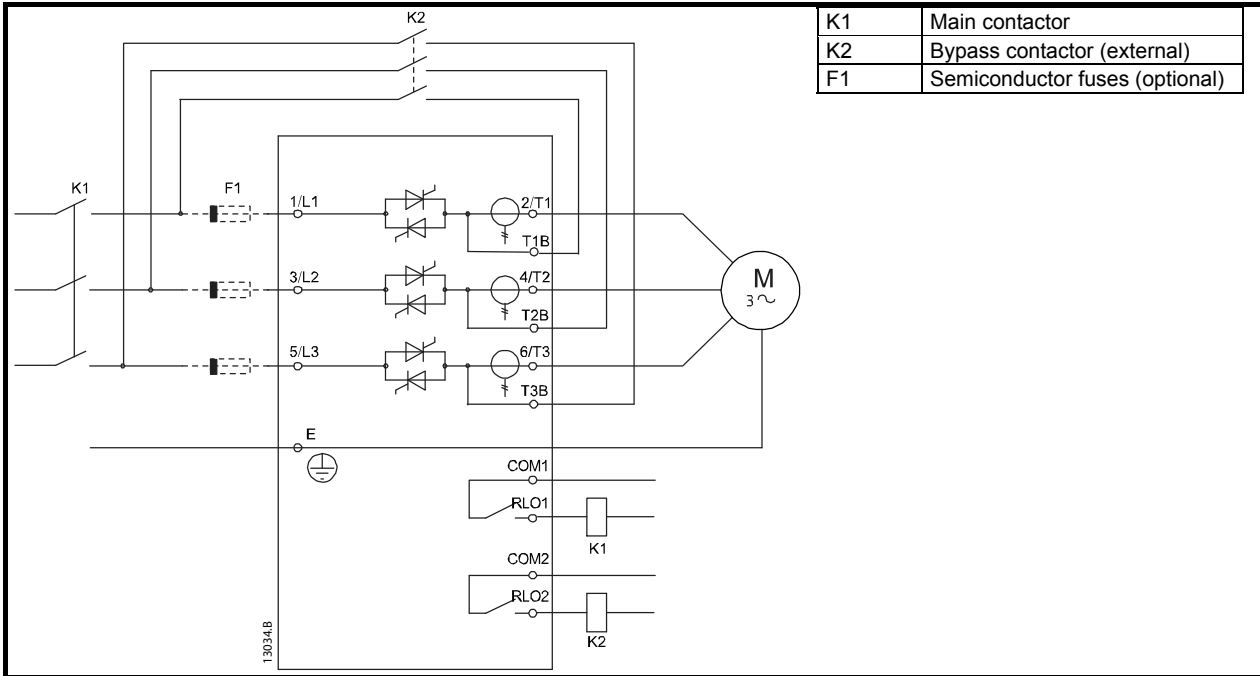 K2
K1 Main contactor
K2 Bypass contactor (external)
F1 Semiconductor fuses (optional)
K1
F1
1/L1
2/T1
T1B
3/L2
4/T2
T2B
M
3~
5/L3
6/T3
T3B
E
COM1
RLO1
K1
COM2
RLO2
K2
13034.B